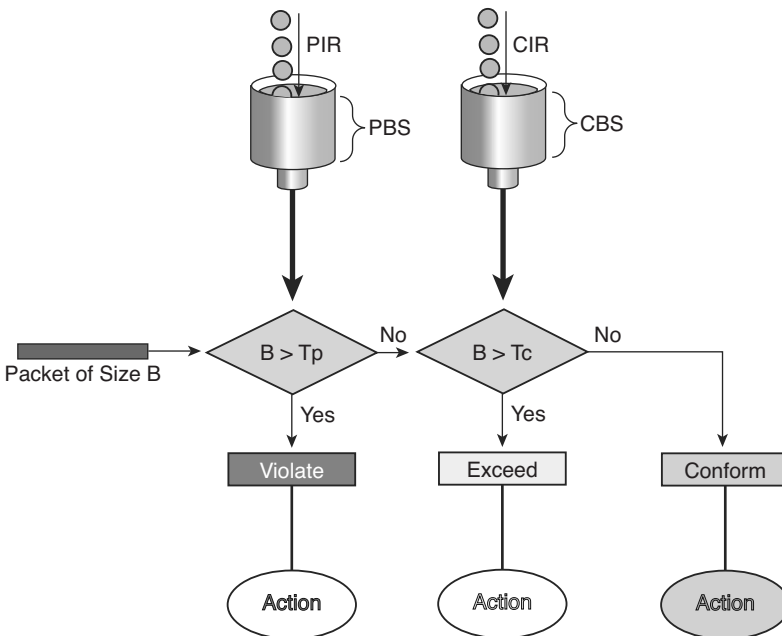 PIR
CIR
PBS
CBS
B > Tp
No
B > Tc
No
Packet of Size B
Yes
Yes
Violate
Exceed
Conform
Action
Action
Action